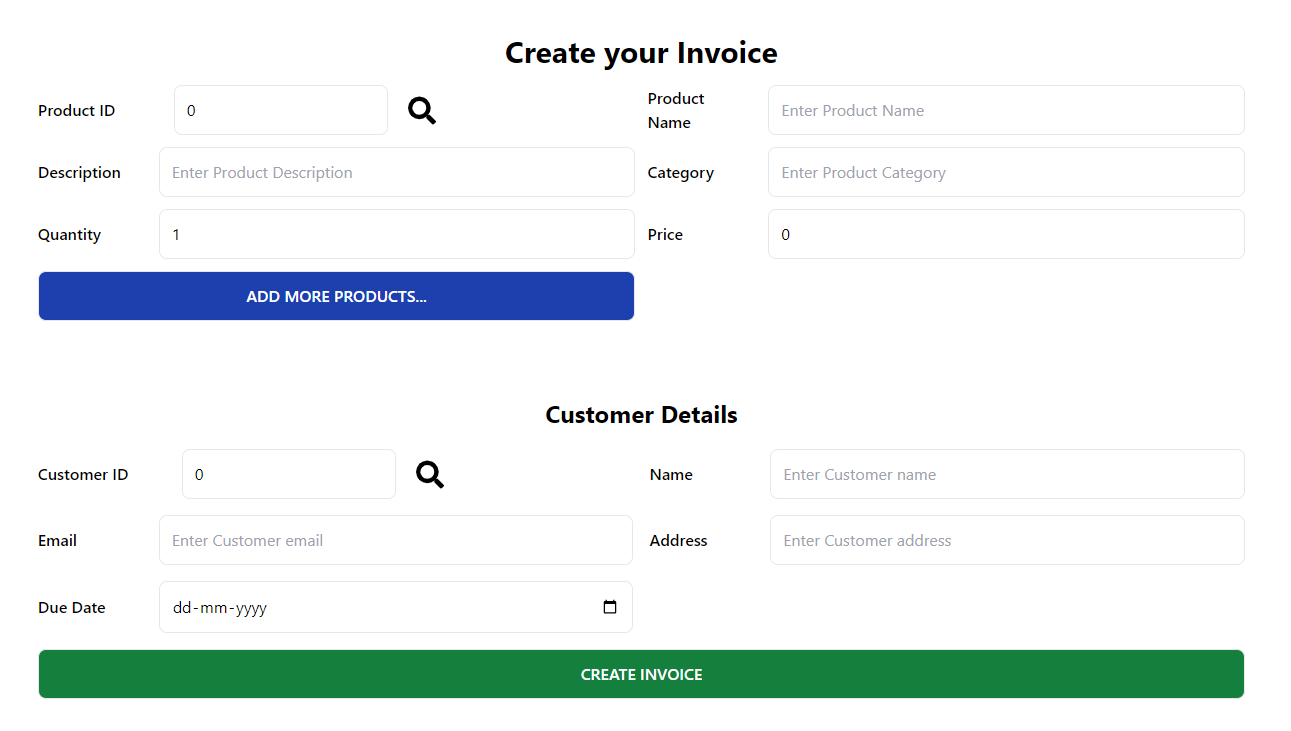 Create your Invoice
Product ID
0
Product
Name
Enter Product Name
Description
Enter Product Description
Category
Enter Product Category
Quantity
1
Price
0
ADD MORE PRODUCTS...
Customer Details
Customer ID
0
Name
Enter Customer name
Email
Enter Customer email
Address
Enter Customer address
Due Date
dd-mm-yyyy
CREATE INVOICE